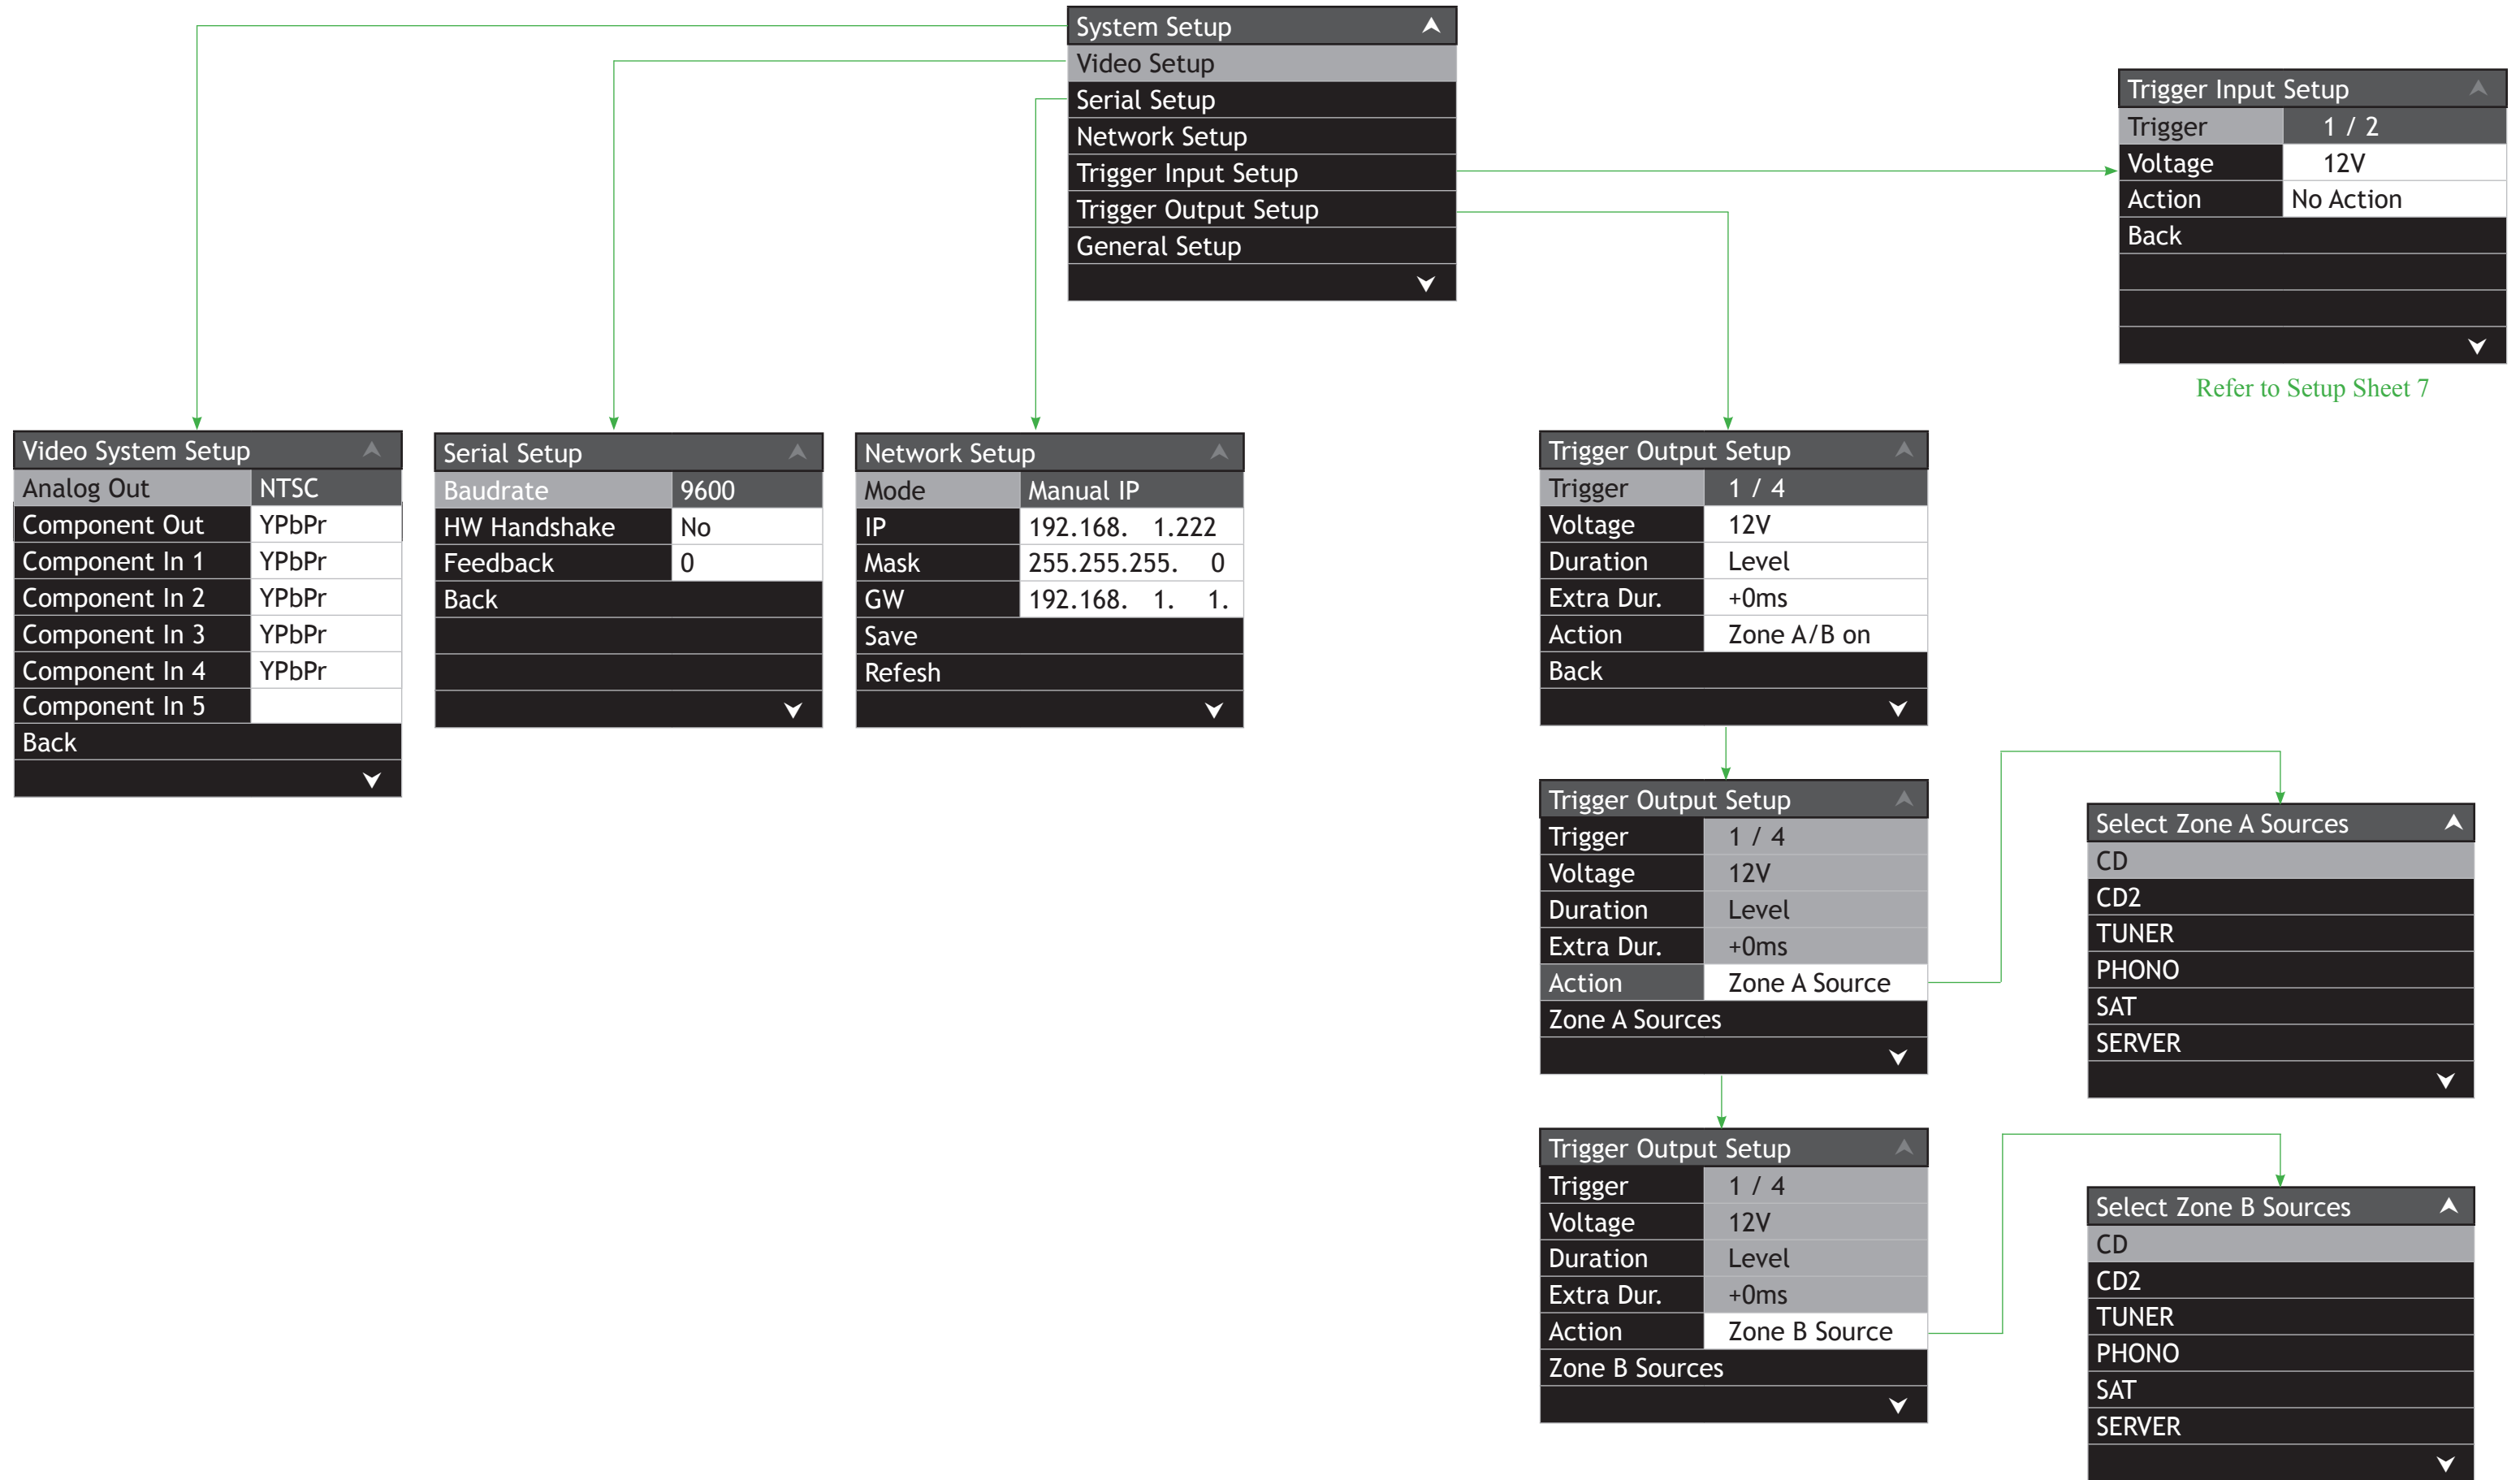 System Setup
Video Setup
Serial Setup
Network Setup
Trigger Input Setup
Trigger Output Setup
General Setup
Trigger Input Setup
Trigger 1 / 2
Voltage 12V
Action No Action
Back
Refer to Setup Sheet 7
Video System Setup
Analog Out NTSC
Component Out YPbPr
Component In 1 YPbPr
Component In 2 YPbPr
Component In 3 YPbPr
Component In 4 YPbPr
Component In 5
Back
Serial Setup
Baudrate 9600
HW Handshake No
Feedback 0
Back
Network Setup
Mode Manual IP
IP 192.168. 1.222
Mask 255.255.255. 0
GW 192.168. 1. 1.
Save
Refesh
Trigger Output Setup
Trigger 1 / 4
Voltage 12V
Duration Level
Extra Dur. +0ms
Action Zone A/B on
Back
Trigger Output Setup
Trigger 1 / 4
Voltage 12V
Duration Level
Extra Dur. +0ms
Action Zone A Source
Zone A Sources
Select Zone A Sources
CD
CD2
TUNER
PHONO
SAT
SERVER
Trigger Output Setup
Trigger 1 / 4
Voltage 12V
Duration Level
Extra Dur. +0ms
Action Zone B Source
Zone B Sources
Select Zone B Sources
CD
CD2
TUNER
PHONO
SAT
SERVER